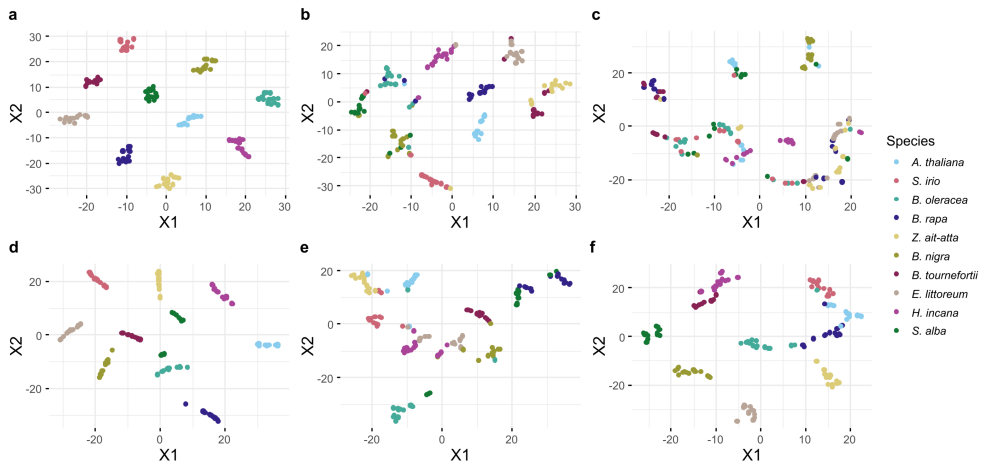 a
30
20
10
0
-10
-20
-30
X2
-20
-10
0
10
20
30
X1
b
20
10
0
-10
-20
-30
X2
-20
-10
0
10
20
30
X1
c
20
0
-20
X2
-20
-10
0
10
20
X1
Species
A. thaliana
S. irio
B. oleracea
B. rapa
Z. ait-atta
B. nigra
B. tournefortii
E. littoreum
H. incana
S. alba
d
20
0
-20
X2
-20
0
20
X1
e
20
0
-20
X2
-20
0
20
X1
f
20
0
-20
X2
-20
-10
0
10
20
X1